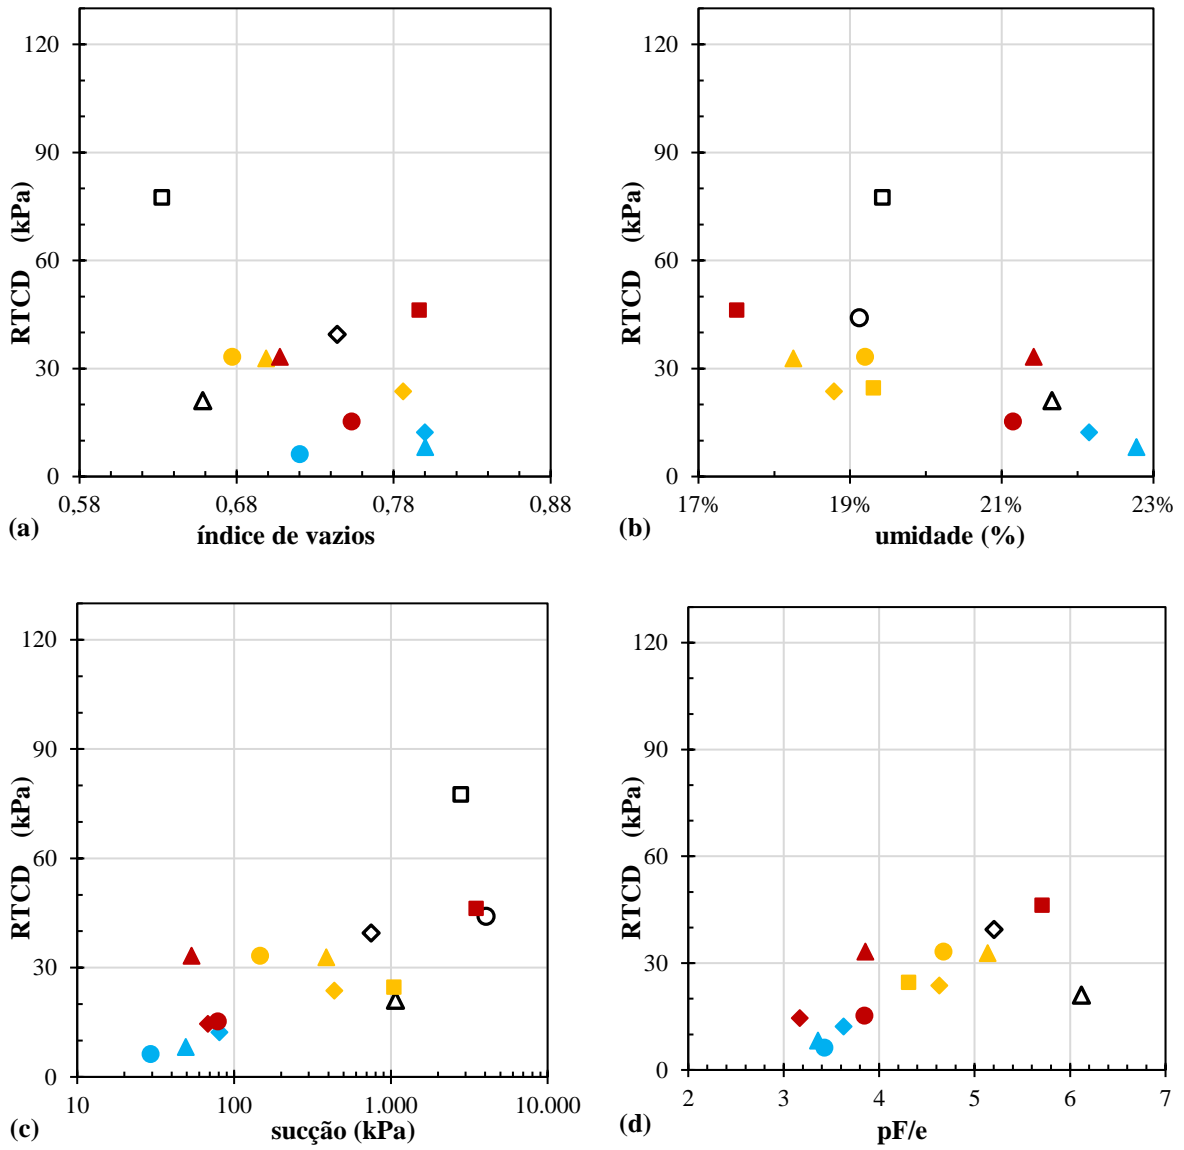 120
90
60
30
0
RTCD (kPa)
0,58 0,68 0,78 0,88
(a) índice de vazios
120
90
60
30
0
RTCD (kPa)
17% 19% 21% 23%
(b) umidade (%)
120
90
60
30
0
RTCD (kPa)
10 100 1.000 10.000
(c) sucção (kPa)
120
90
60
30
0
RTCD (kPa)
2 3 4 5 6 7
(d) pF/e